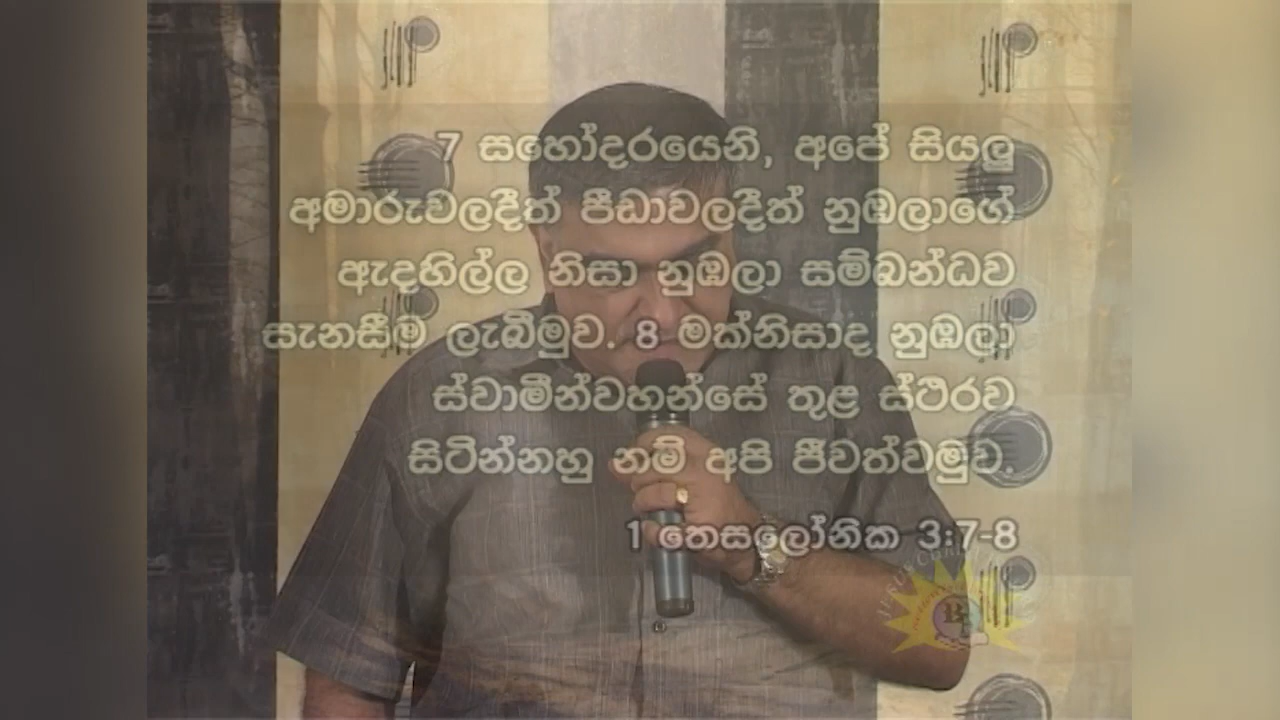 7 සහෝදරයෙනි, අපේ සියලු
අමාරුවලදීත් පීඩාවලදීත් නුඹලාගේ
ඇදහිල්ල නිසා නුඹලා සම්බන්ධව
සැනසීම ලැබීමුව. 8 මක්නිසාද නුඹලා
ස්වාමීන්වහන්සේ තුළ ස්ථිරව
සිටින්නහු නම් අපි ජීවත්වමුව
1 තෙසලෝනික 3:7-8